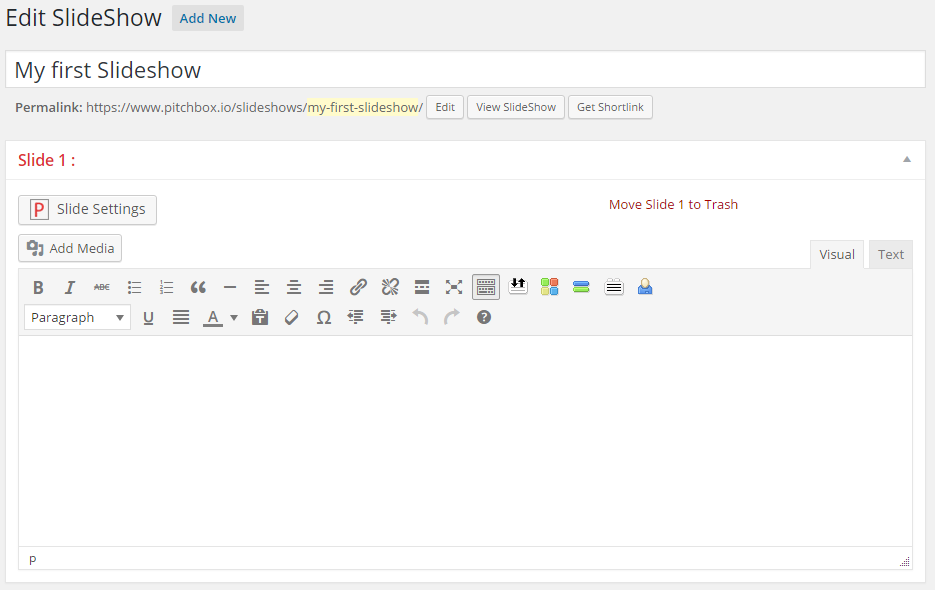 Edit SlideShow Add New
My first Slideshow
Permalink: https://www.pitchbox.io/slideshows/my-first-slideshow/ Edit View SlideShow Get Shortlink
Slide 1 :
P Slide Settings Move Slide 1 to Trash
Add Media
Visual Text
B I ABC
Paragraph U A T Ω ?
p